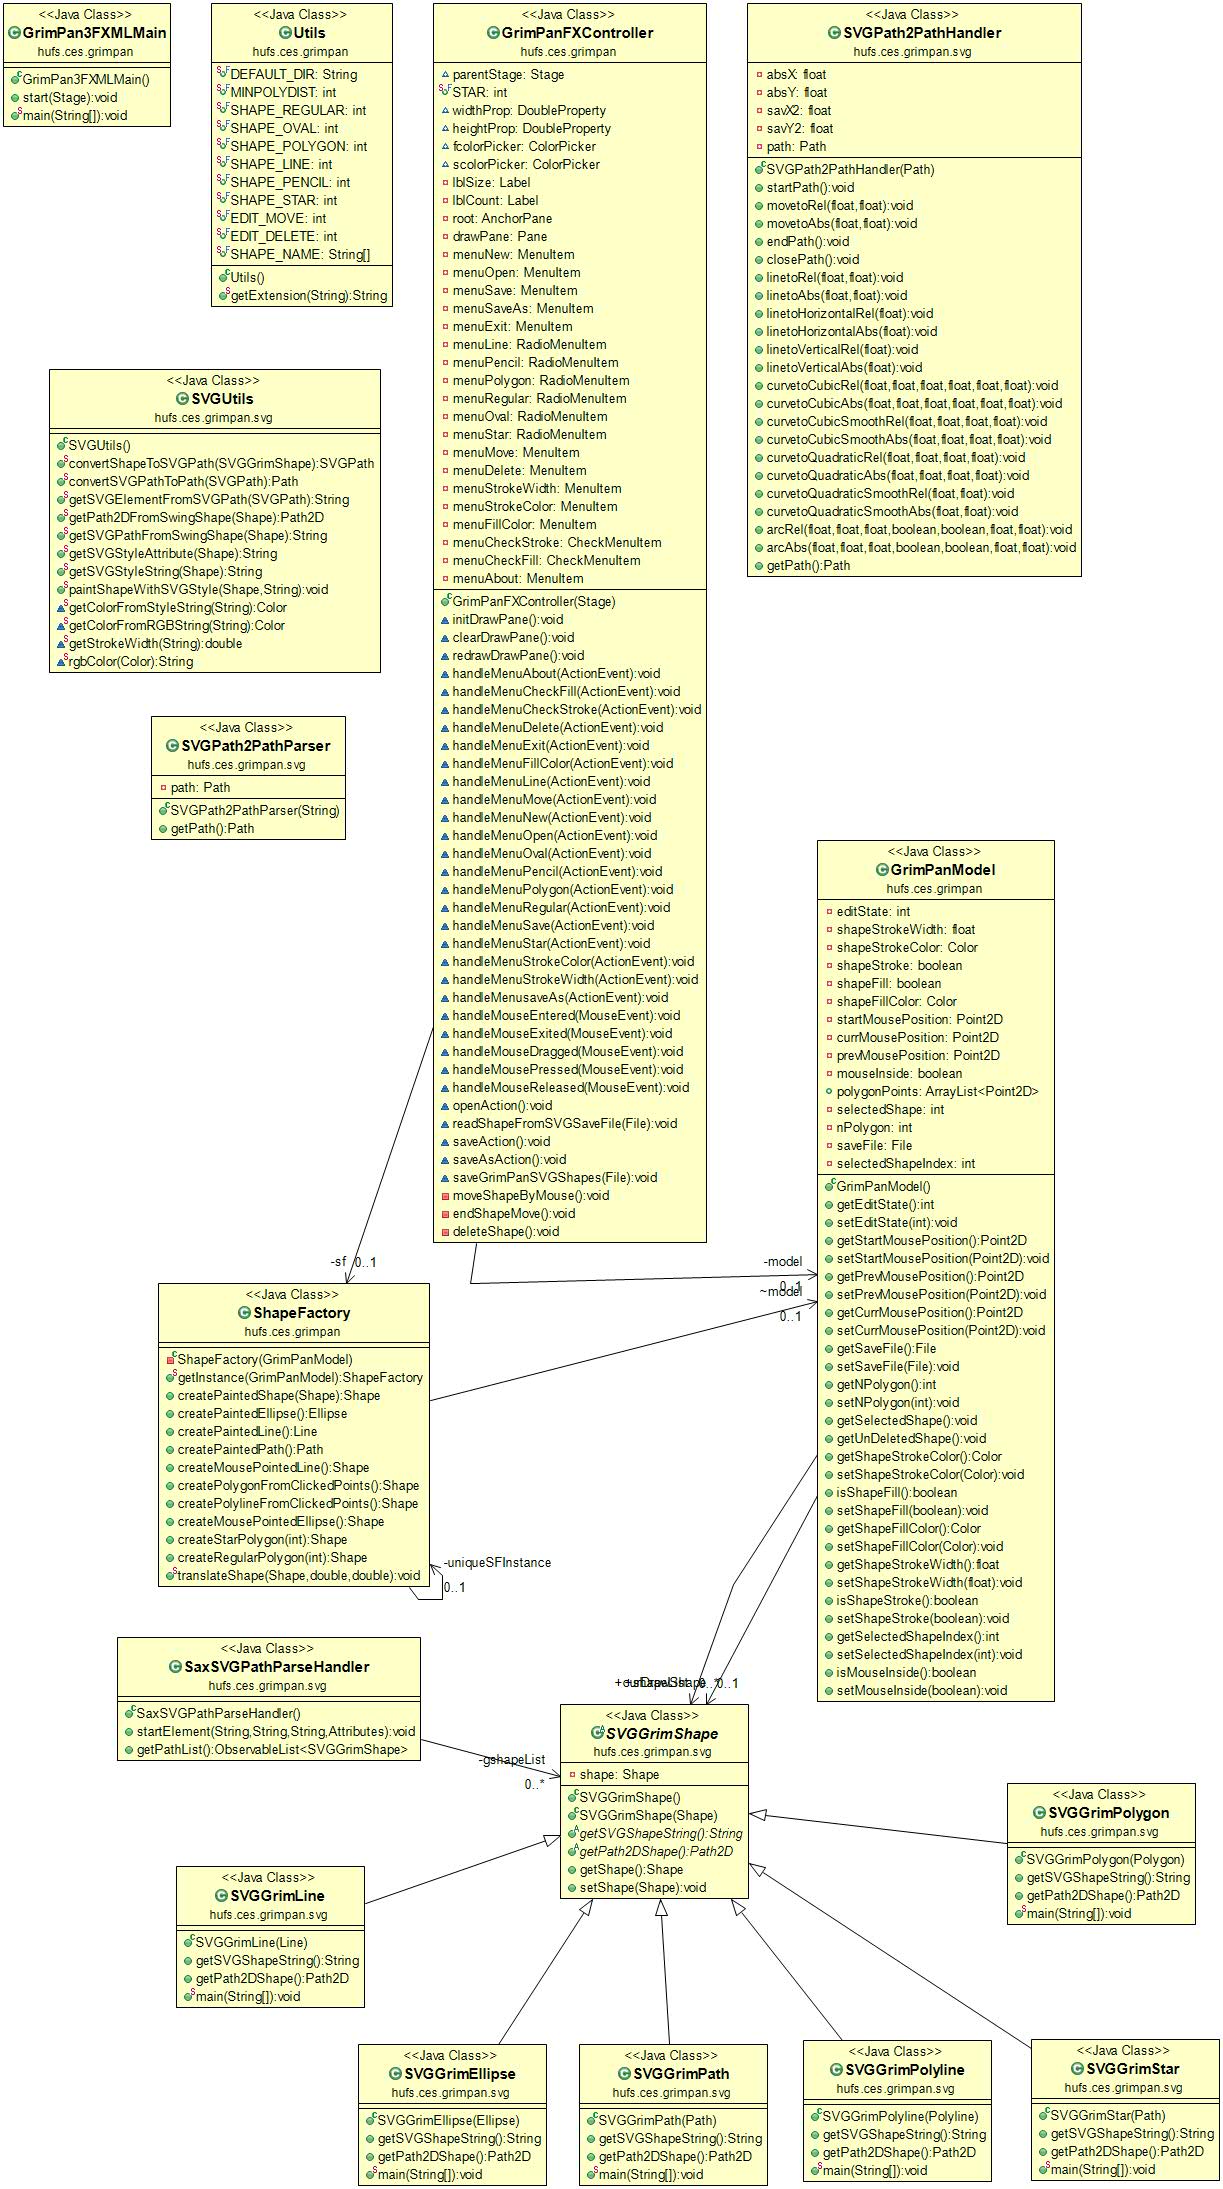 <<Java Class>>
GrimPan3FXMLMain
hufs.ces.grimpan
GrimPan3FXMLMain()
start(Stage):void
main(String[]):void
<<Java Class>>
Utils
hufs.ces.grimpan
DEFAULT_DIR: String
MINPOLYDIST: int
SHAPE_REGULAR: int
SHAPE_OVAL: int
SHAPE_POLYGON: int
SHAPE_LINE: int
SHAPE_PENCIL: int
SHAPE_STAR: int
EDIT_MOVE: int
EDIT_DELETE: int
SHAPE_NAME: String[]
Utils()
getExtension(String):String
<<Java Class>>
GrimPanFXController
hufs.ces.grimpan
parentStage: Stage
STAR: int
widthProp: DoubleProperty
heightProp: DoubleProperty
fcolorPicker: ColorPicker
scolorPicker: ColorPicker
lblSize: Label
lblCount: Label
root: AnchorPane
drawPane: Pane
menuNew: MenuItem
menuOpen: MenuItem
menuSave: MenuItem
menuSaveAs: MenuItem
menuExit: MenuItem
menuLine: RadioMenuItem
menuPencil: RadioMenuItem
menuPolygon: RadioMenuItem
menuRegular: RadioMenuItem
menuOval: RadioMenuItem
menuStar: RadioMenuItem
menuMove: MenuItem
menuDelete: MenuItem
menuStrokeWidth: MenuItem
menuStrokeColor: MenuItem
menuFillColor: MenuItem
menuCheckStroke: CheckMenuItem
menuCheckFill: CheckMenuItem
menuAbout: MenuItem
GrimPanFXController(Stage)
initDrawPane():void
clearDrawPane():void
redrawDrawPane():void
handleMenuAbout(ActionEvent):void
handleMenuCheckFill(ActionEvent):void
handleMenuCheckStroke(ActionEvent):void
handleMenuDelete(ActionEvent):void
handleMenuExit(ActionEvent):void
handleMenuFillColor(ActionEvent):void
handleMenuLine(ActionEvent):void
handleMenuMove(ActionEvent):void
handleMenuNew(ActionEvent):void
handleMenuOpen(ActionEvent):void
handleMenuOval(ActionEvent):void
handleMenuPencil(ActionEvent):void
handleMenuPolygon(ActionEvent):void
handleMenuRegular(ActionEvent):void
handleMenuSave(ActionEvent):void
handleMenuStar(ActionEvent):void
handleMenuStrokeColor(ActionEvent):void
handleMenuStrokeWidth(ActionEvent):void
handleMenusaveAs(ActionEvent):void
handleMouseEntered(MouseEvent):void
handleMouseExited(MouseEvent):void
handleMouseDragged(MouseEvent):void
handleMousePressed(MouseEvent):void
handleMouseReleased(MouseEvent):void
openAction():void
readShapeFromSVGSaveFile(File):void
saveAction():void
saveAsAction():void
saveGrimPanSVGShapes(File):void
moveShapeByMouse():void
endShapeMove():void
deleteShape():void
<<Java Class>>
SVGPath2PathHandler
hufs.ces.grimpan.svg
absX: float
absY: float
savX2: float
savY2: float
path: Path
SVGPath2PathHandler(Path)
startPath():void
movetoRel(float,float):void
movetoAbs(float,float):void
endPath():void
closePath():void
linetoRel(float,float):void
linetoAbs(float,float):void
linetoHorizontalRel(float):void
linetoHorizontalAbs(float):void
linetoVerticalRel(float):void
linetoVerticalAbs(float):void
curvetoCubicRel(float,float,float,float,float,float):void
curvetoCubicAbs(float,float,float,float,float,float):void
curvetoCubicSmoothRel(float,float,float,float):void
curvetoCubicSmoothAbs(float,float,float,float):void
curvetoQuadraticRel(float,float,float,float):void
curvetoQuadraticAbs(float,float,float,float):void
curvetoQuadraticSmoothRel(float,float):void
curvetoQuadraticSmoothAbs(float,float):void
arcRel(float,float,float,boolean,boolean,float,float):void
arcAbs(float,float,float,boolean,boolean,float,float):void
getPath():Path
<<Java Class>>
SVGUtils
hufs.ces.grimpan.svg
SVGUtils()
convertShapeToSVGPath(SVGGrimShape):SVGPath
convertSVGPathToPath(SVGPath):Path
getSVGElementFromSVGPath(SVGPath):String
getPath2DFromSwingShape(Shape):Path2D
getSVGPathFromSwingShape(Shape):String
getSVGStyleAttribute(Shape):String
getSVGStyleString(Shape):String
paintShapeWithSVGStyle(Shape,String):void
getColorFromStyleString(String):Color
getColorFromRGBString(String):Color
getStrokeWidth(String):double
rgbColor(Color):String
<<Java Class>>
SVGPath2PathParser
hufs.ces.grimpan.svg
path: Path
SVGPath2PathParser(String)
getPath():Path
<<Java Class>>
GrimPanModel
hufs.ces.grimpan
editState: int
shapeStrokeWidth: float
shapeStrokeColor: Color
shapeStroke: boolean
shapeFill: boolean
shapeFillColor: Color
startMousePosition: Point2D
currMousePosition: Point2D
prevMousePosition: Point2D
mouseInside: boolean
polygonPoints: ArrayList<Point2D>
selectedShape: int
nPolygon: int
saveFile: File
selectedShapeIndex: int
GrimPanModel()
getEditState():int
setEditState(int):void
getStartMousePosition():Point2D
setStartMousePosition(Point2D):void
getPrevMousePosition():Point2D
setPrevMousePosition(Point2D):void
getCurrMousePosition():Point2D
setCurrMousePosition(Point2D):void
getSaveFile():File
setSaveFile(File):void
getNPolygon():int
setNPolygon(int):void
getSelectedShape():void
getUnDeletedShape():void
getShapeStrokeColor():Color
setShapeStrokeColor(Color):void
isShapeFill():boolean
setShapeFill(boolean):void
getShapeFillColor():Color
setShapeFillColor(Color):void
getShapeStrokeWidth():float
setShapeStrokeWidth(float):void
isShapeStroke():boolean
setShapeStroke(boolean):void
getSelectedShapeIndex():int
setSelectedShapeIndex(int):void
isMouseInside():boolean
setMouseInside(boolean):void
-sf 0..1
-model
0..1
~model
0..1
<<Java Class>>
ShapeFactory
hufs.ces.grimpan
ShapeFactory(GrimPanModel)
getInstance(GrimPanModel):ShapeFactory
createPaintedShape(Shape):Shape
createPaintedEllipse():Ellipse
createPaintedLine():Line
createPaintedPath():Path
createMousePointedLine():Shape
createPolygonFromClickedPoints():Shape
createPolylineFromClickedPoints():Shape
createMousePointedEllipse():Shape
createStarPolygon(int):Shape
createRegularPolygon(int):Shape
translateShape(Shape,double,double):void
-uniqueSFInstance
0..1
<<Java Class>>
SaxSVGPathParseHandler
hufs.ces.grimpan.svg
SaxSVGPathParseHandler()
startElement(String,String,String,Attributes):void
getPathList():ObservableList<SVGGrimShape>
-gshapeList
0..*
0..1
<<Java Class>>
SVGGrimShape
hufs.ces.grimpan.svg
shape: Shape
SVGGrimShape()
SVGGrimShape(Shape)
getSVGShapeString():String
getPath2DShape():Path2D
getShape():Shape
setShape(Shape):void
<<Java Class>>
SVGGrimPolygon
hufs.ces.grimpan.svg
SVGGrimPolygon(Polygon)
getSVGShapeString():String
getPath2DShape():Path2D
main(String[]):void
<<Java Class>>
SVGGrimLine
hufs.ces.grimpan.svg
SVGGrimLine(Line)
getSVGShapeString():String
getPath2DShape():Path2D
main(String[]):void
<<Java Class>>
SVGGrimEllipse
hufs.ces.grimpan.svg
SVGGrimEllipse(Ellipse)
getSVGShapeString():String
getPath2DShape():Path2D
main(String[]):void
<<Java Class>>
SVGGrimPath
hufs.ces.grimpan.svg
SVGGrimPath(Path)
getSVGShapeString():String
getPath2DShape():Path2D
main(String[]):void
<<Java Class>>
SVGGrimPolyline
hufs.ces.grimpan.svg
SVGGrimPolyline(Polyline)
getSVGShapeString():String
getPath2DShape():Path2D
main(String[]):void
<<Java Class>>
SVGGrimStar
hufs.ces.grimpan.svg
SVGGrimStar(Path)
getSVGShapeString():String
getPath2DShape():Path2D
main(String[]):void